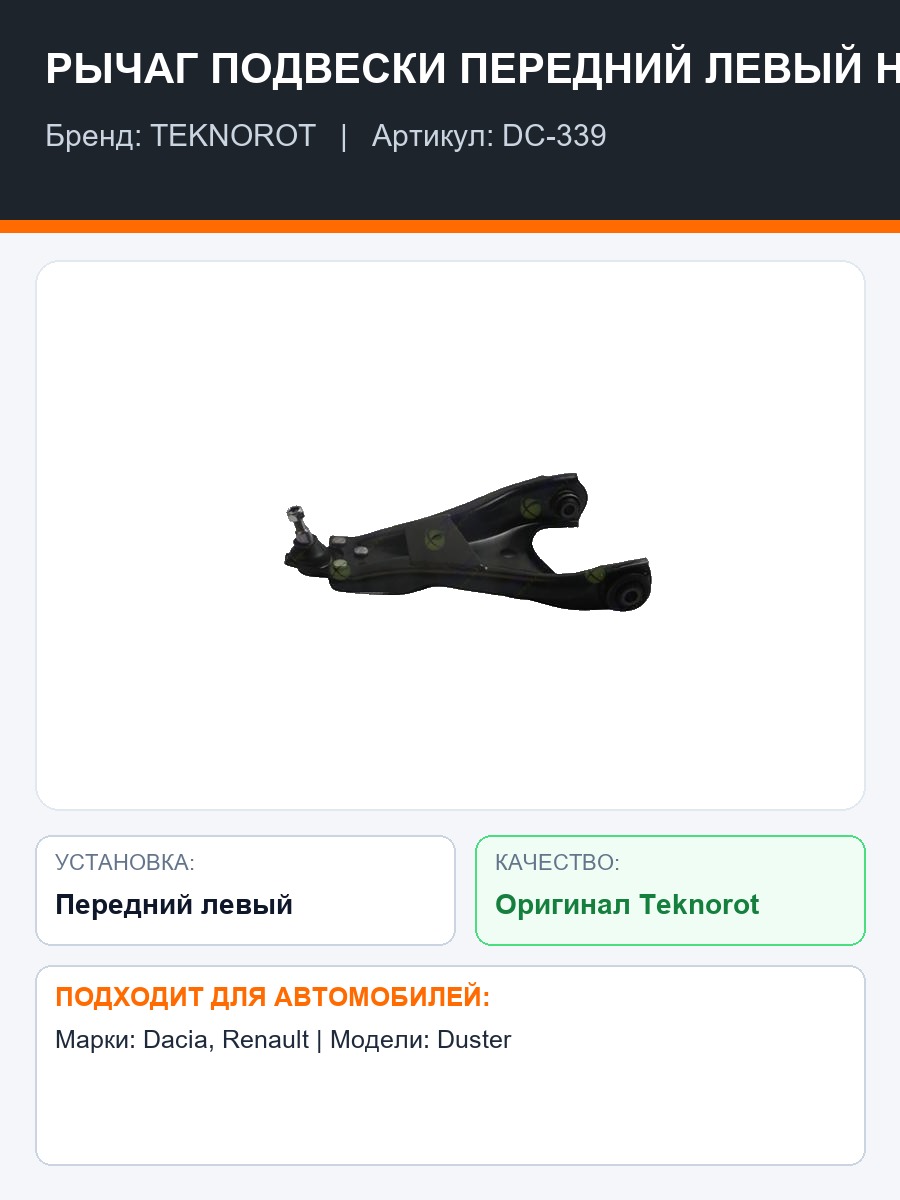 РЫЧАГ ПОДВЕСКИ ПЕРЕДНИЙ ЛЕВЫЙ Н
Бренд: TEKNOROT | Артикул: DC-339
УСТАНОВКА:
Передний левый
КАЧЕСТВО:
Оригинал Teknorot
ПОДХОДИТ ДЛЯ АВТОМОБИЛЕЙ:
Марки: Dacia, Renault | Модели: Duster